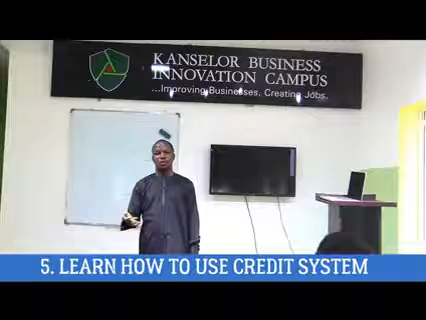 KANSELOR BUSINESS
INNOVATION CAMPUS
...Improving Businesses, Creating Jobs.
5. LEARN HOW TO USE CREDIT SYSTEM